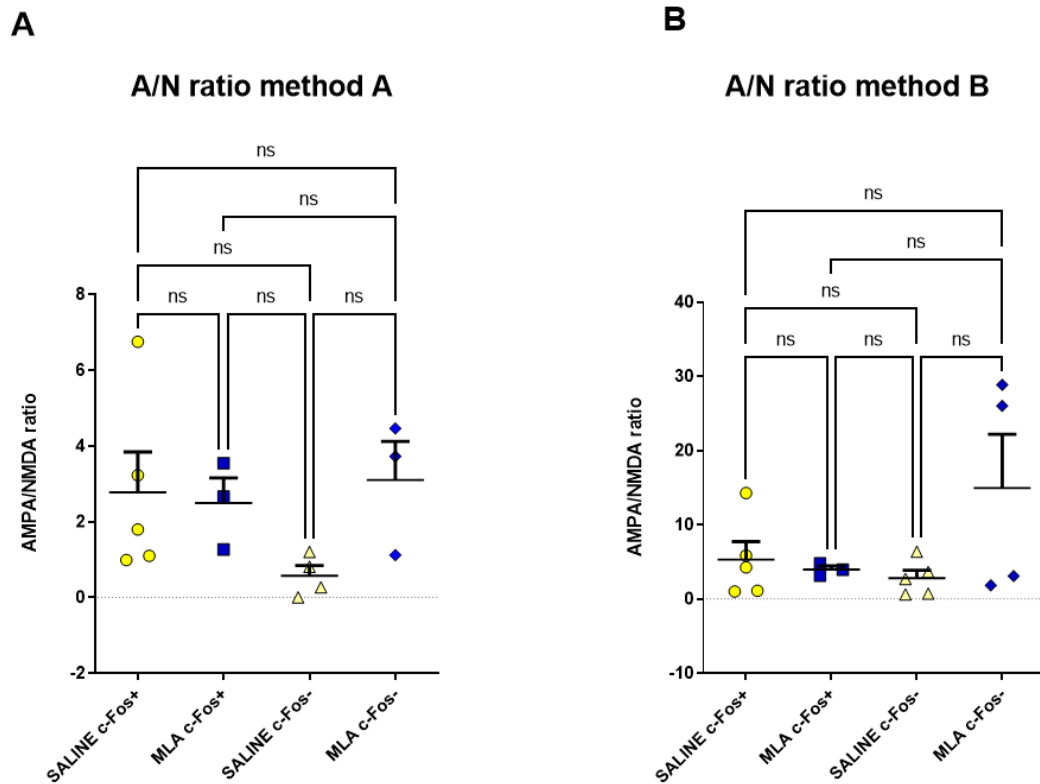 A
A/N ratio method A
ns
ns
ns
ns
ns
ns
AMPA/NMDA ratio
8
6
4
2
0
-2
SALINE c-Fos+
MLA c-Fos+
SALINE c-Fos-
MLA c-Fos-
B
A/N ratio method B
ns
ns
ns
ns
ns
ns
AMPA/NMDA ratio
40
30
20
10
0
-10
SALINE c-Fos+
MLA c-Fos+
SALINE c-Fos-
MLA c-Fos-